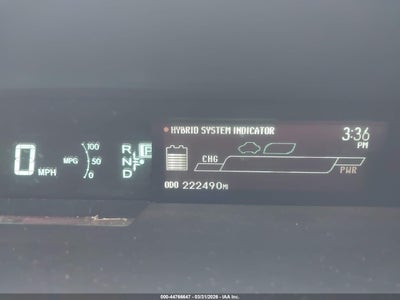 HYBRID SYSTEM INDICATOR 3:36
PM
0 MPH
MPG 100
50
0
R
N
D
P
CHG
PWR
ODO 222490MI
000-44766647 - 03/31/2026 - IAA Inc.